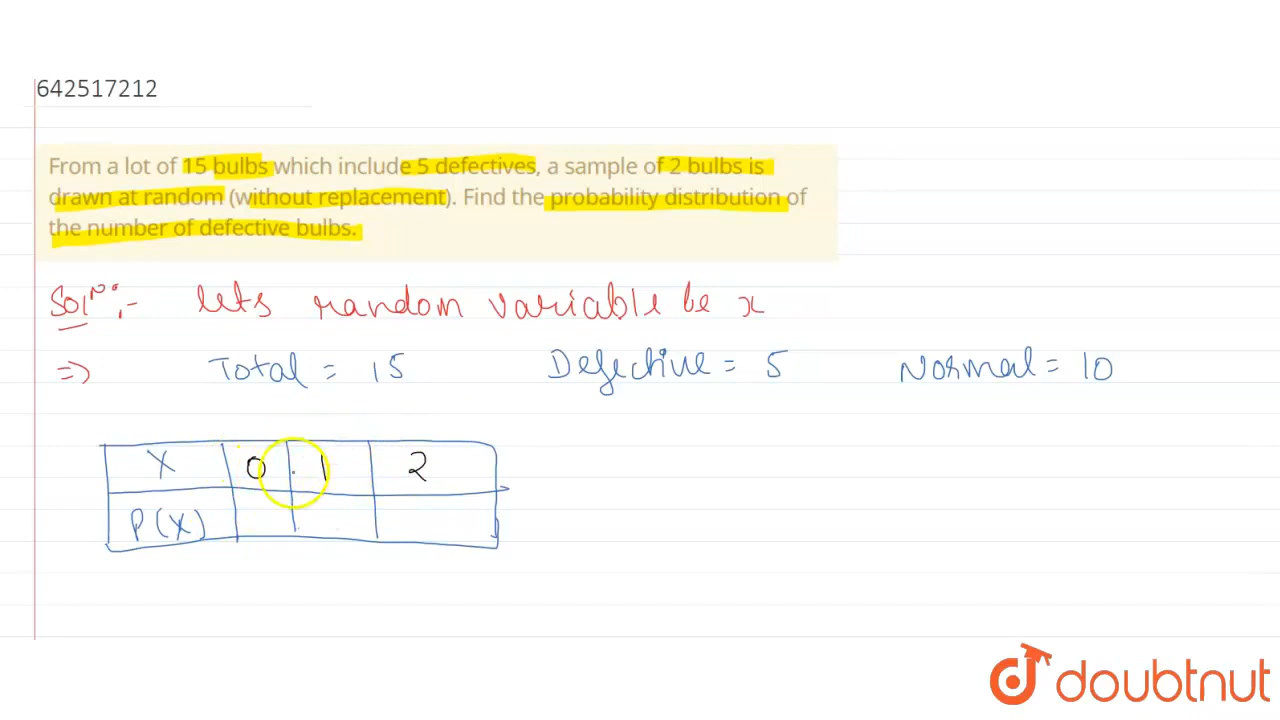 642517212
From a lot of 15 bulbs which include 5 defectives, a sample of 2 bulbs is
drawn at random (without replacement). Find the probability distribution of
the number of defective bulbs.
Solⁿ:- lets random variable be x
=> Total = 15 Defective = 5 Normal = 10
X 0 1 2
P(X)
doubtnut